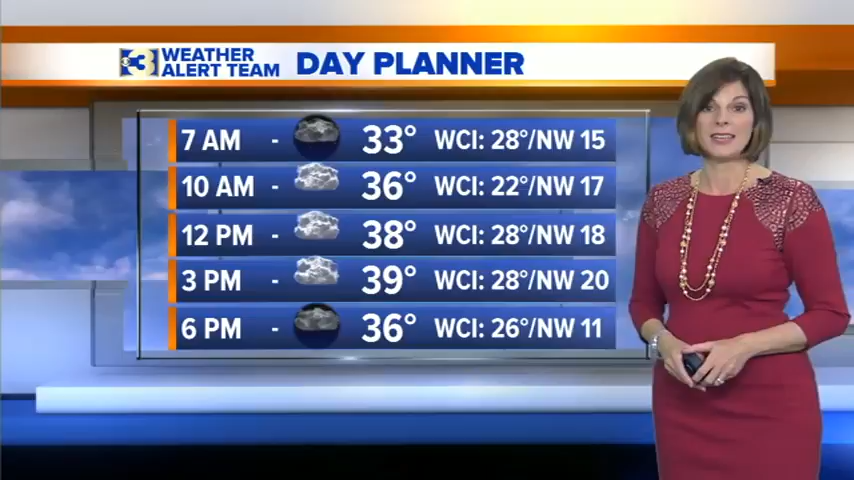 3 WEATHER ALERT TEAM DAY PLANNER
7 AM - 33° WCI: 28°/NW 15
10 AM - 36° WCI: 22°/NW 17
12 PM - 38° WCI: 28°/NW 18
3 PM - 39° WCI: 28°/NW 20
6 PM - 36° WCI: 26°/NW 11